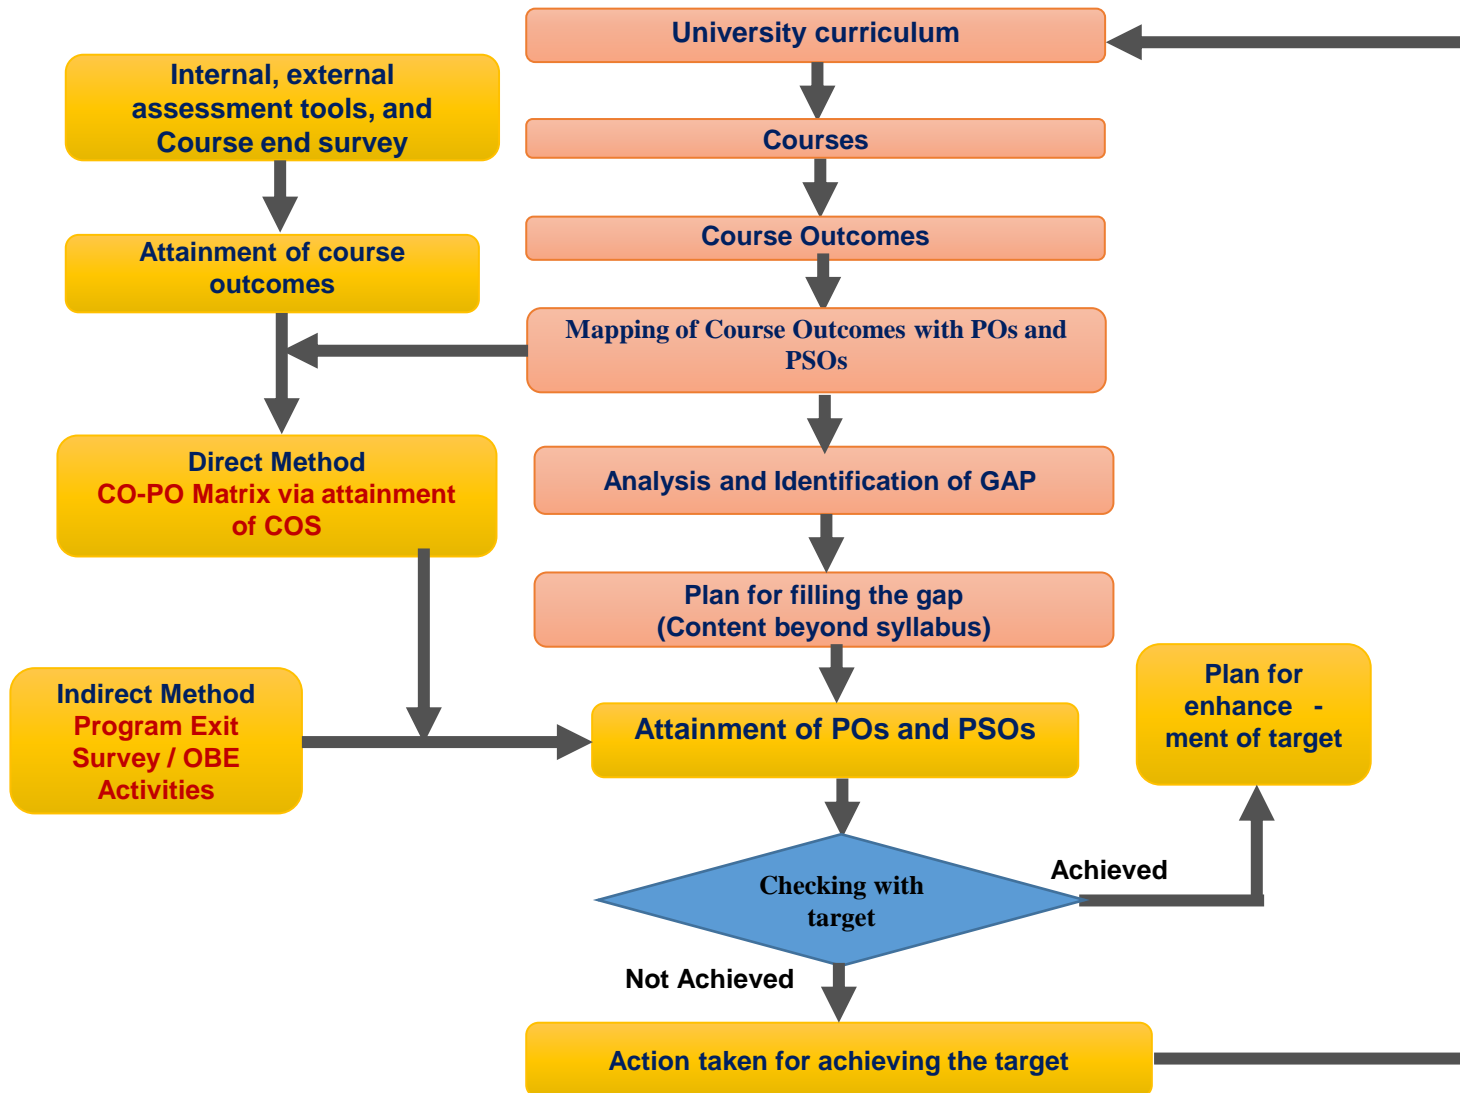 University curriculum
Internal, external
assessment tools, and
Course end survey
Courses
Course Outcomes
Attainment of course
outcomes
Mapping of Course Outcomes with POs and
PSOs
Direct Method
CO-PO Matrix via attainment
of COS
Analysis and Identification of GAP
Plan for filling the gap
(Content beyond syllabus)
Indirect Method
Program Exit
Survey / OBE
Activities
Attainment of POs and PSOs
Plan for
enhance -
ment of target
Checking with
target
Achieved
Not Achieved
Action taken for achieving the target